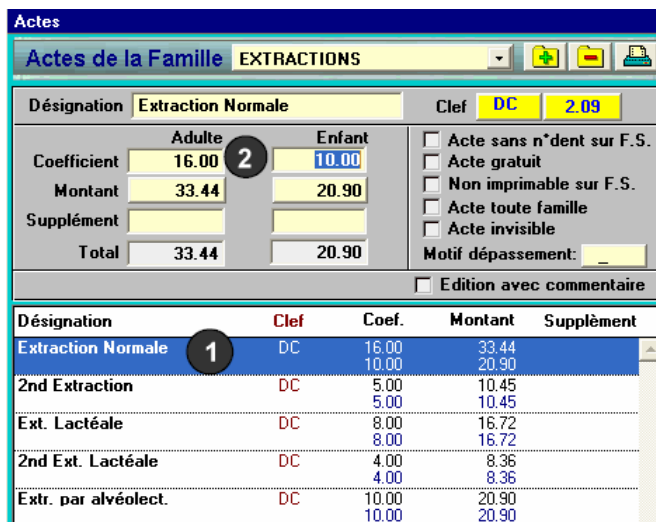 Actes
Actes de la Famille EXTRACTIONS
Désignation Extraction Normale Clef DC 2.09
Adulte Enfant
Coefficient 16.00 2 10.00
Montant 33.44 20.90
Supplément
Total 33.44 20.90
Acte sans n*dent sur F.S.
Acte gratuit
Non imprimable sur F.S.
Acte toute famille
Acte invisible
Motif dépassement: _
Edition avec commentaire
Désignation Clef Coef. Montant Supplèment
Extraction Normale 1 DC 16.00 33.44
10.00 20.90
2nd Extraction DC 5.00 10.45
5.00 10.45
Ext. Lactéale DC 8.00 16.72
8.00 16.72
2nd Ext. Lactéale DC 4.00 8.36
4.00 8.36
Extr. par alvéolect. DC 10.00 20.90
10.00 20.90